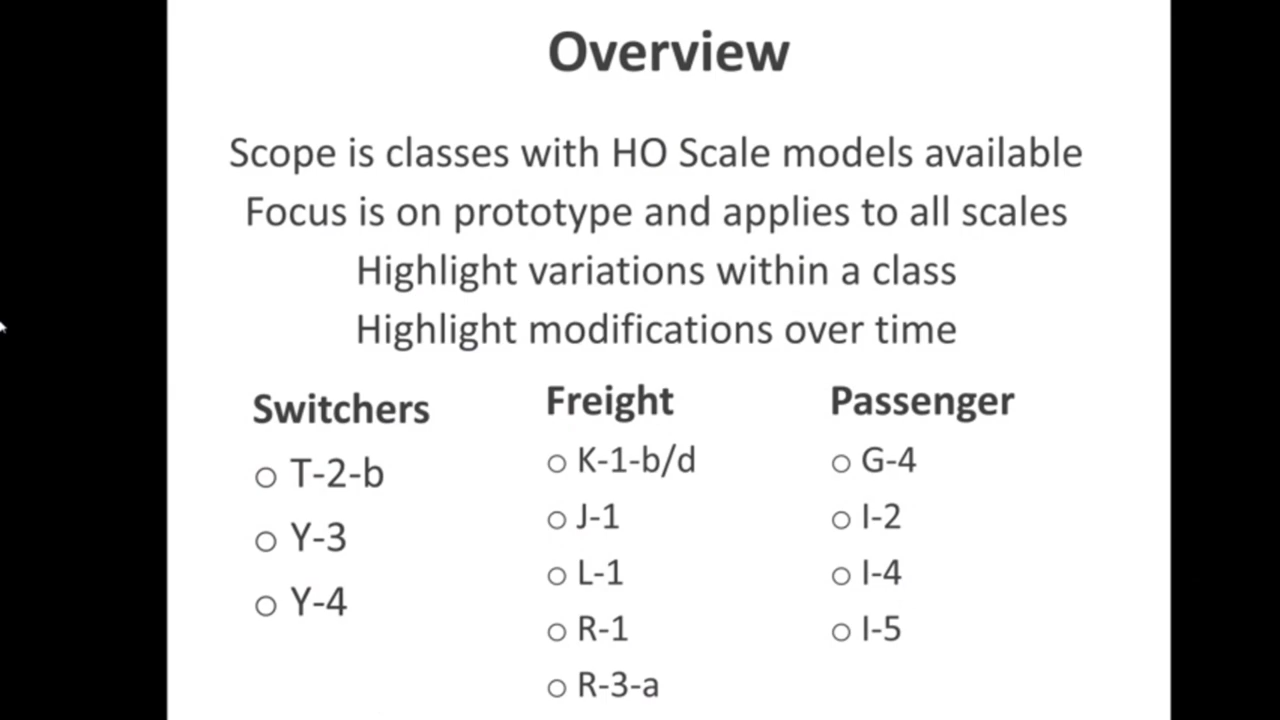 Overview
Scope is classes with HO Scale models available
Focus is on prototype and applies to all scales
Highlight variations within a class
Highlight modifications over time
Switchers
○ T-2-b
○ Y-3
○ Y-4
Freight
○ K-1-b/d
○ J-1
○ L-1
○ R-1
○ R-3-a
Passenger
○ G-4
○ I-2
○ I-4
○ I-5